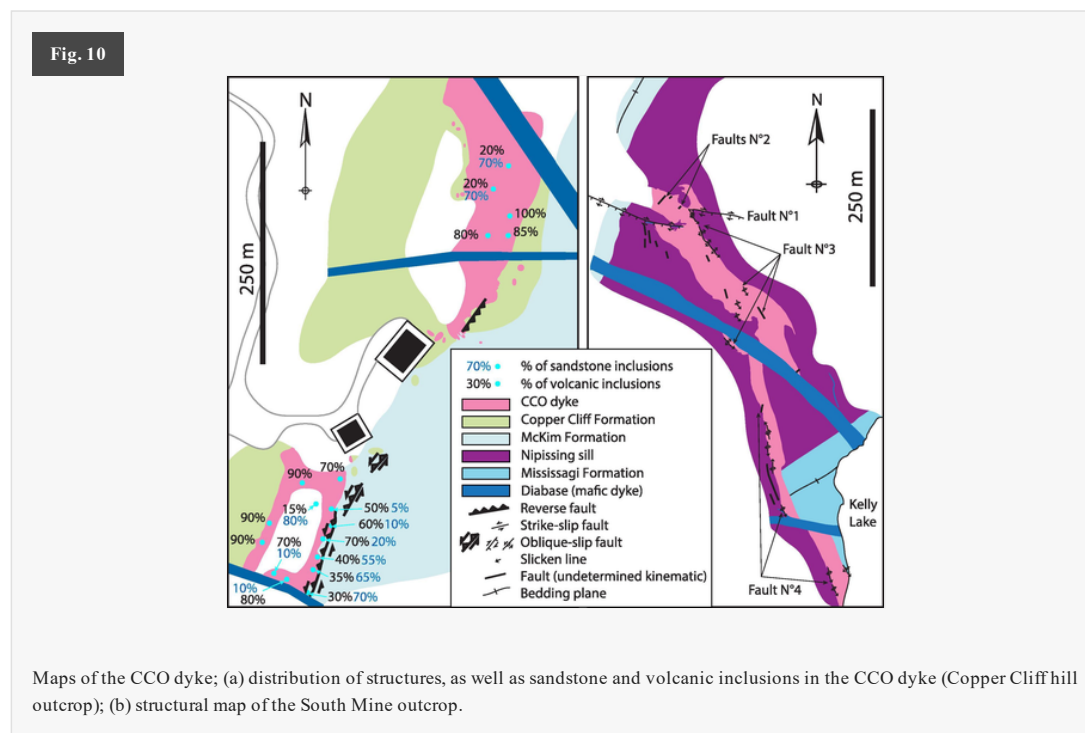 Fig. 10
N
250 m
20%
70%
20%
70%
100%
80%
85%
90%
70%
15%
80%
90%
90%
70%
10%
10%
80%
50% 5%
60% 10%
70% 20%
40% 55%
35% 65%
30% 70%
N
250 m
Faults N°2
Fault N°1
Fault N°3
Kelly
Lake
Fault N°4
70% % of sandstone inclusions
30% % of volcanic inclusions
CCO dyke
Copper Cliff Formation
McKim Formation
Nipissing sill
Mississagi Formation
Diabase (mafic dyke)
Reverse fault
Strike-slip fault
Oblique-slip fault
Slicken line
Fault (undetermined kinematic)
Bedding plane
Maps of the CCO dyke; (a) distribution of structures, as well as sandstone and volcanic inclusions in the CCO dyke (Copper Cliff hill
outcrop); (b) structural map of the South Mine outcrop.